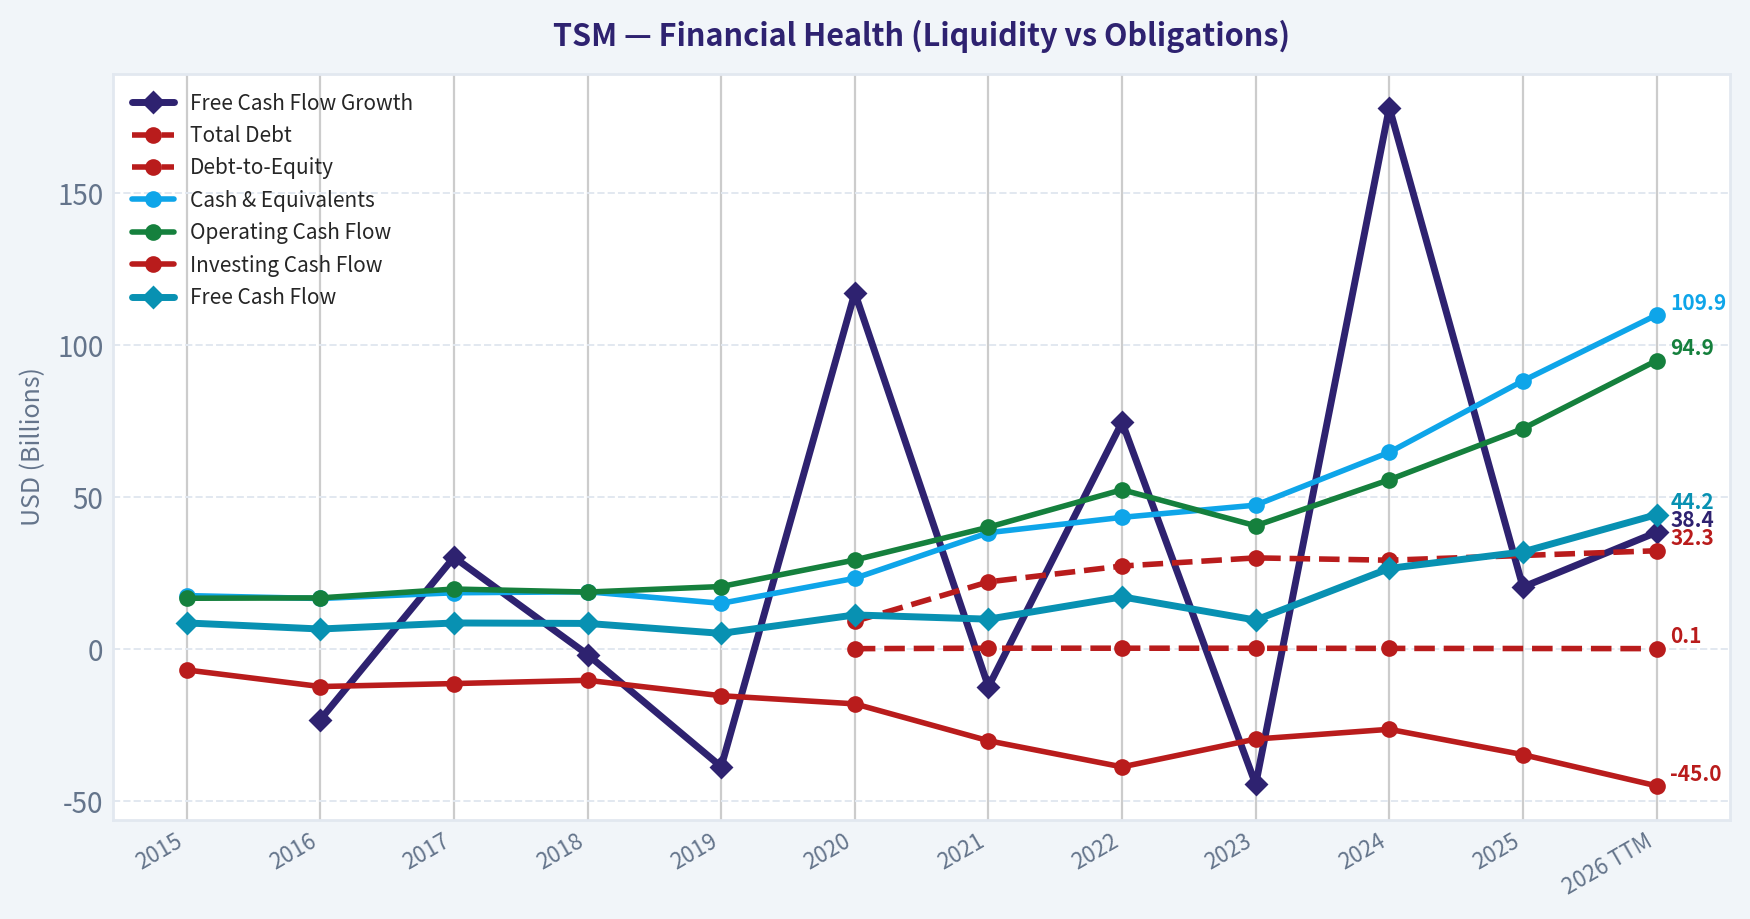 TSM — Financial Health (Liquidity vs Obligations)
Free Cash Flow Growth
Total Debt
Debt-to-Equity
Cash & Equivalents
Operating Cash Flow
Investing Cash Flow
Free Cash Flow
USD (Billions)
150
100
50
0
-50
109.9
94.9
44.2
38.4
32.3
0.1
-45.0
2015
2016
2017
2018
2019
2020
2021
2022
2023
2024
2025
2026 TTM